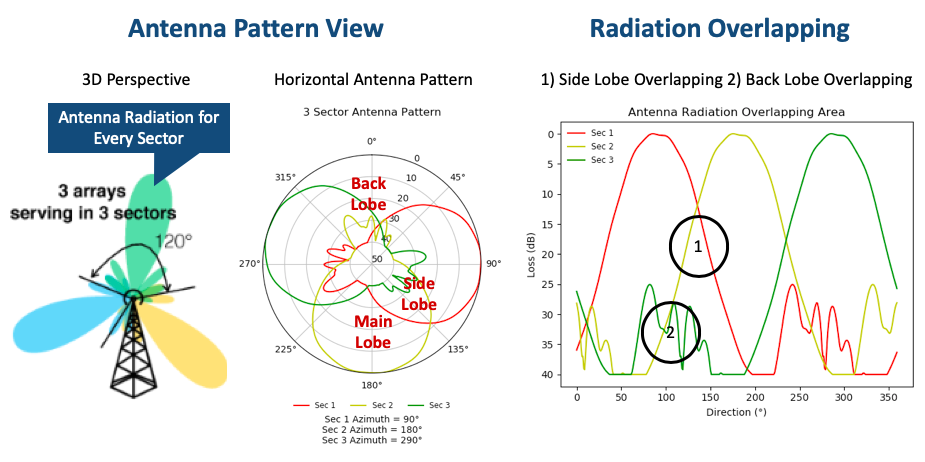 Antenna Pattern View
Radiation Overlapping
3D Perspective
Horizontal Antenna Pattern
1) Side Lobe Overlapping 2) Back Lobe Overlapping
Antenna Radiation for
Every Sector
3 arrays
serving in 3 sectors
120°
3 Sector Antenna Pattern
0°
45°
90°
135°
180°
225°
270°
315°
0
10
20
30
40
50
Back
Lobe
Side
Lobe
Main
Lobe
Sec 1 Sec 2 Sec 3
Sec 1 Azimuth = 90°
Sec 2 Azimuth = 180°
Sec 3 Azimuth = 290°
Antenna Radiation Overlapping Area
Sec 1
Sec 2
Sec 3
Loss (dB)
0
5
10
15
20
25
30
35
40
1
2
0 50 100 150 200 250 300 350
Direction (°)